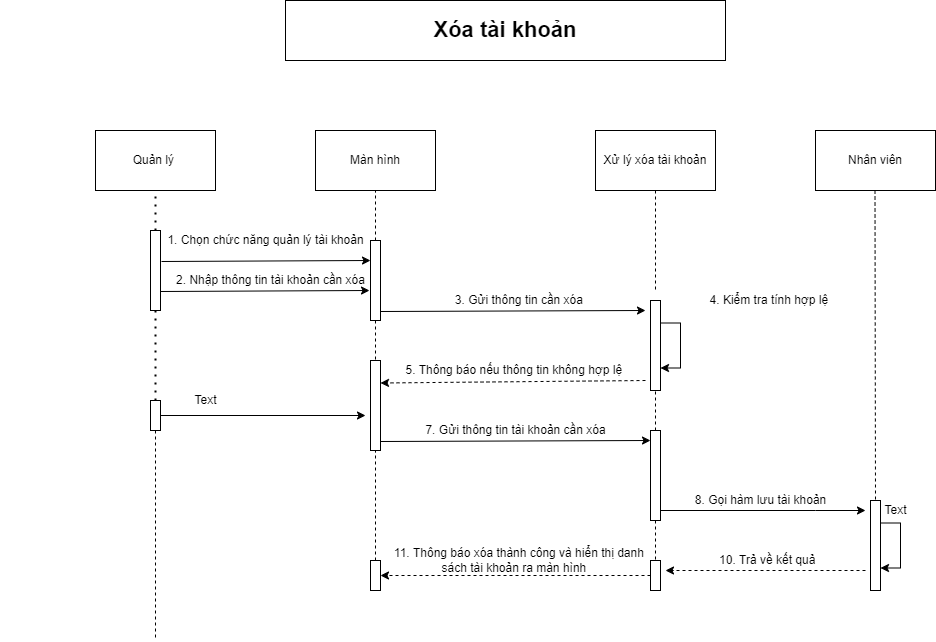 Xóa tài khoản
Quản lý
Màn hình
Xử lý xóa tài khoản
Nhân viên
1. Chọn chức năng quản lý tài khoản
2. Nhập thông tin tài khoản cần xóa
3. Gửi thông tin cần xóa
4. Kiểm tra tính hợp lệ
5. Thông báo nếu thông tin không hợp lệ
Text
7. Gửi thông tin tài khoản cần xóa
8. Gọi hàm lưu tài khoản
Text
11. Thông báo xóa thành công và hiển thị danh
sách tài khoản ra màn hình
10. Trả về kết quả